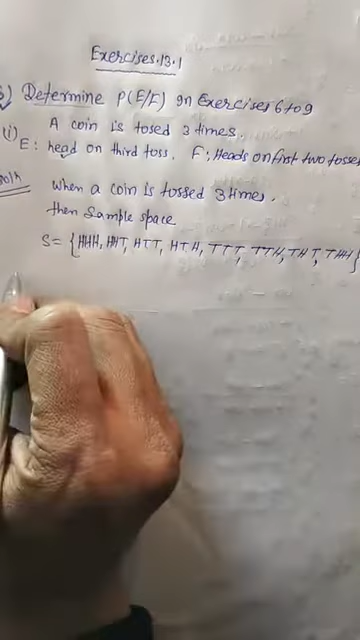 Exercises.13.1
Determine P(E/F) in Exercises 6 to 9
(i) A coin is tosed 3 times.
E: head on third toss. F: Heads on first two tosses
Soln when a coin is tossed 3 times.
then Sample space
S= {HHH, HHT, HTT, HTH, TTT, TTH, THT, THH}